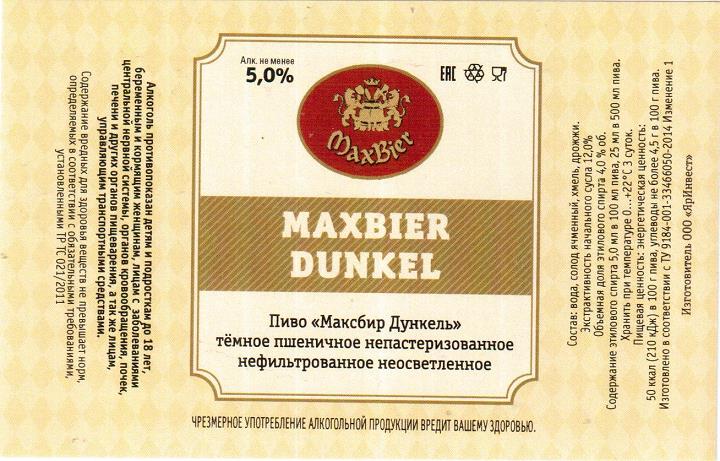 Алк. не менее
5,0%
ЕАС
MaxBier
MAXBIER
DUNKEL
Пиво «Максбир Дункель»
тёмное пшеничное непастеризованное
нефильтрованное неосветленное
ЧРЕЗМЕРНОЕ УПОТРЕБЛЕНИЕ АЛКОГОЛЬНОЙ ПРОДУКЦИИ ВРЕДИТ ВАШЕМУ ЗДОРОВЬЮ.
Алкоголь противопоказан детям и подросткам до 18 лет,
беременным и кормящим женщинам, лицам с заболеваниями
центральной нервной системы, органов кровообращения, почек,
печени и других органов пищеварения, а так же лицам,
управляющим транспортными средствами.
Содержание вредных для здоровья веществ не превышает норм,
определяемых в соответствии с обязательными требованиями,
установленными ТР ТС 021/2011
Состав: вода, солод ячменный, хмель, дрожжи.
Экстрактивность начального сусла 12,0%
Объемная доля этилового спирта 4,0 % об.
Содержание этилового спирта 5,0 мл в 100 мл пива, 25 мл в 500 мл пива.
Хранить при температуре 0...+22°С 3 суток.
Пищевая ценность: энергетическая ценность:
50 ккал (210 кДж) в 100 г пива, углеводы не более 4,5 г в 100 г пива.
Изготовлено в соответствии с ТУ 9184-001-33466050-2014 Изменение 1
Изготовитель ООО «ЯрИнвест»